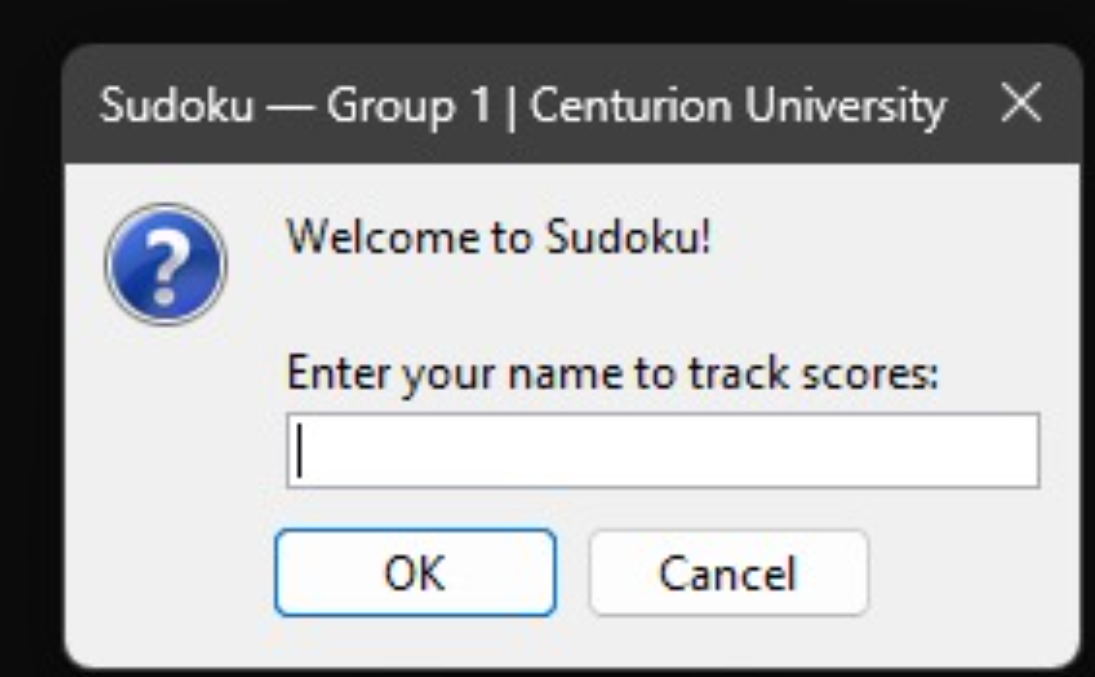 Sudoku — Group 1 | Centurion University
Welcome to Sudoku!
Enter your name to track scores:
OK
Cancel